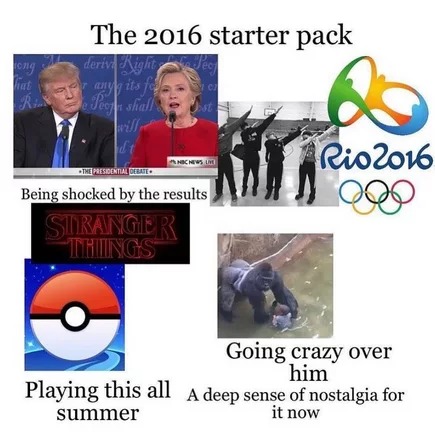 The 2016 starter pack
NBC NEWS LIVE
•THE PRESIDENTIAL DEBATE•
Being shocked by the results
Rio2016
STRANGER
THINGS
Going crazy over
him
Playing this all
summer
A deep sense of nostalgia for
it now